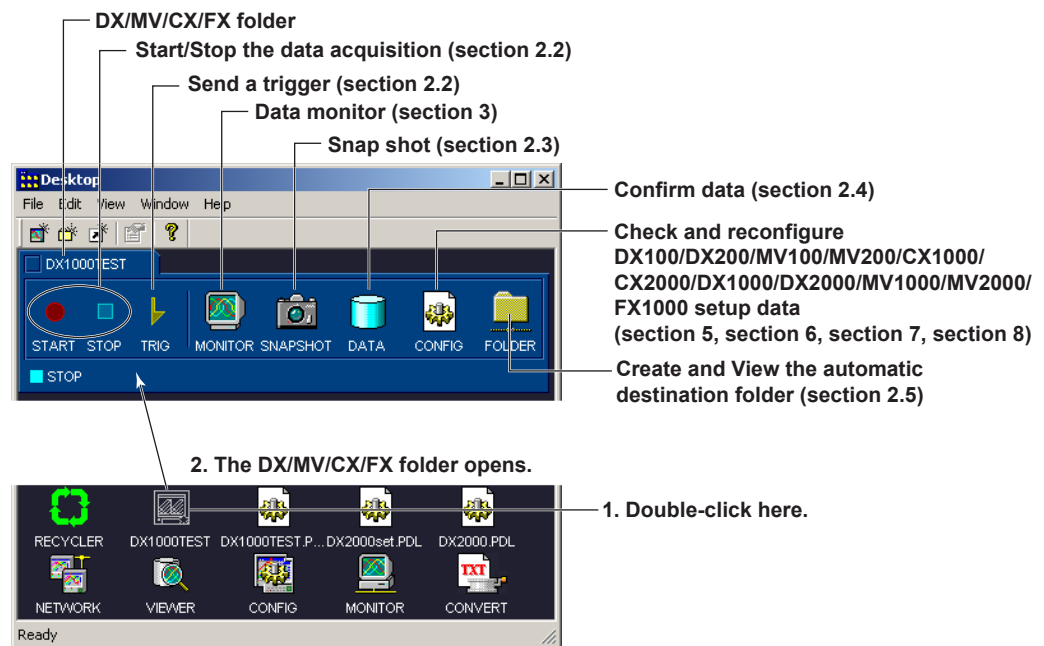 DX/MV/CX/FX folder
Start/Stop the data acquisition (section 2.2)
Send a trigger (section 2.2)
Data monitor (section 3)
Snap shot (section 2.3)
Desktop
File Edit View Window Help
DX1000TEST
START STOP TRIG MONITOR SNAPSHOT DATA CONFIG FOLDER
STOP
Confirm data (section 2.4)
Check and reconfigure
DX100/DX200/MV100/MV200/CX1000/
CX2000/DX1000/DX2000/MV1000/MV2000/
FX1000 setup data
(section 5, section 6, section 7, section 8)
Create and View the automatic
destination folder (section 2.5)
2. The DX/MV/CX/FX folder opens.
1. Double-click here.
RECYCLER DX1000TEST DX1000TEST.P... DX2000set.PDL DX2000.PDL
TXT
NETWORK VIEWER CONFIG MONITOR CONVERT
Ready